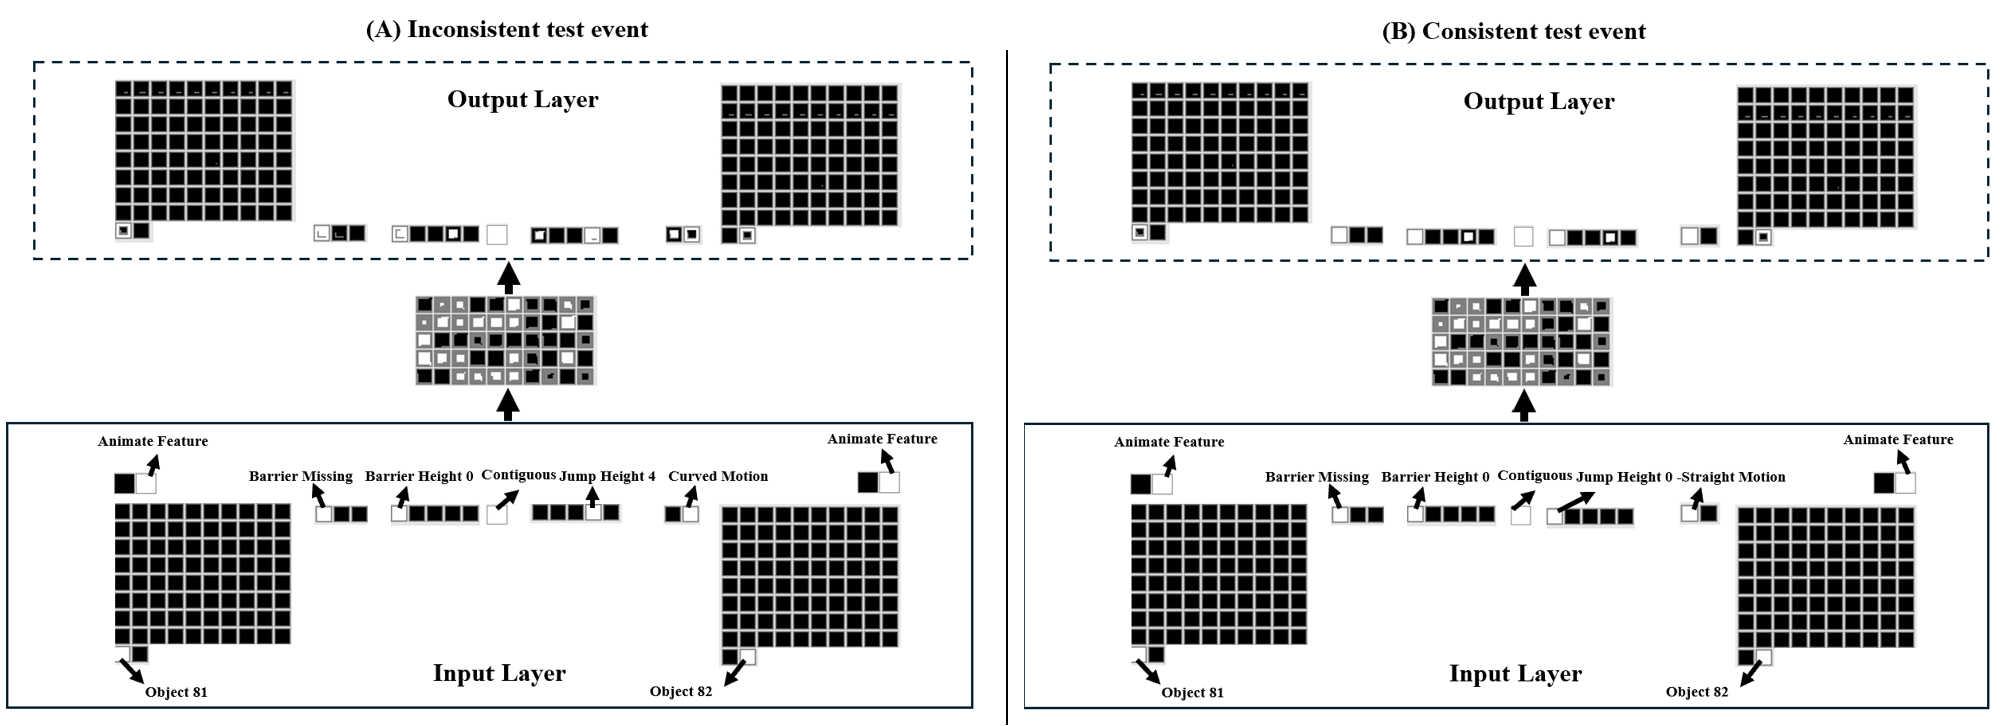 (A) Inconsistent test event
Output Layer
Animate Feature
Animate Feature
Barrier Missing
Barrier Height 0
Contiguous
Jump Height 4
Curved Motion
Input Layer
Object 81
Object 82
(B) Consistent test event
Output Layer
Animate Feature
Animate Feature
Barrier Missing
Barrier Height 0
Contiguous
Jump Height 0 -Straight Motion
Input Layer
Object 81
Object 82